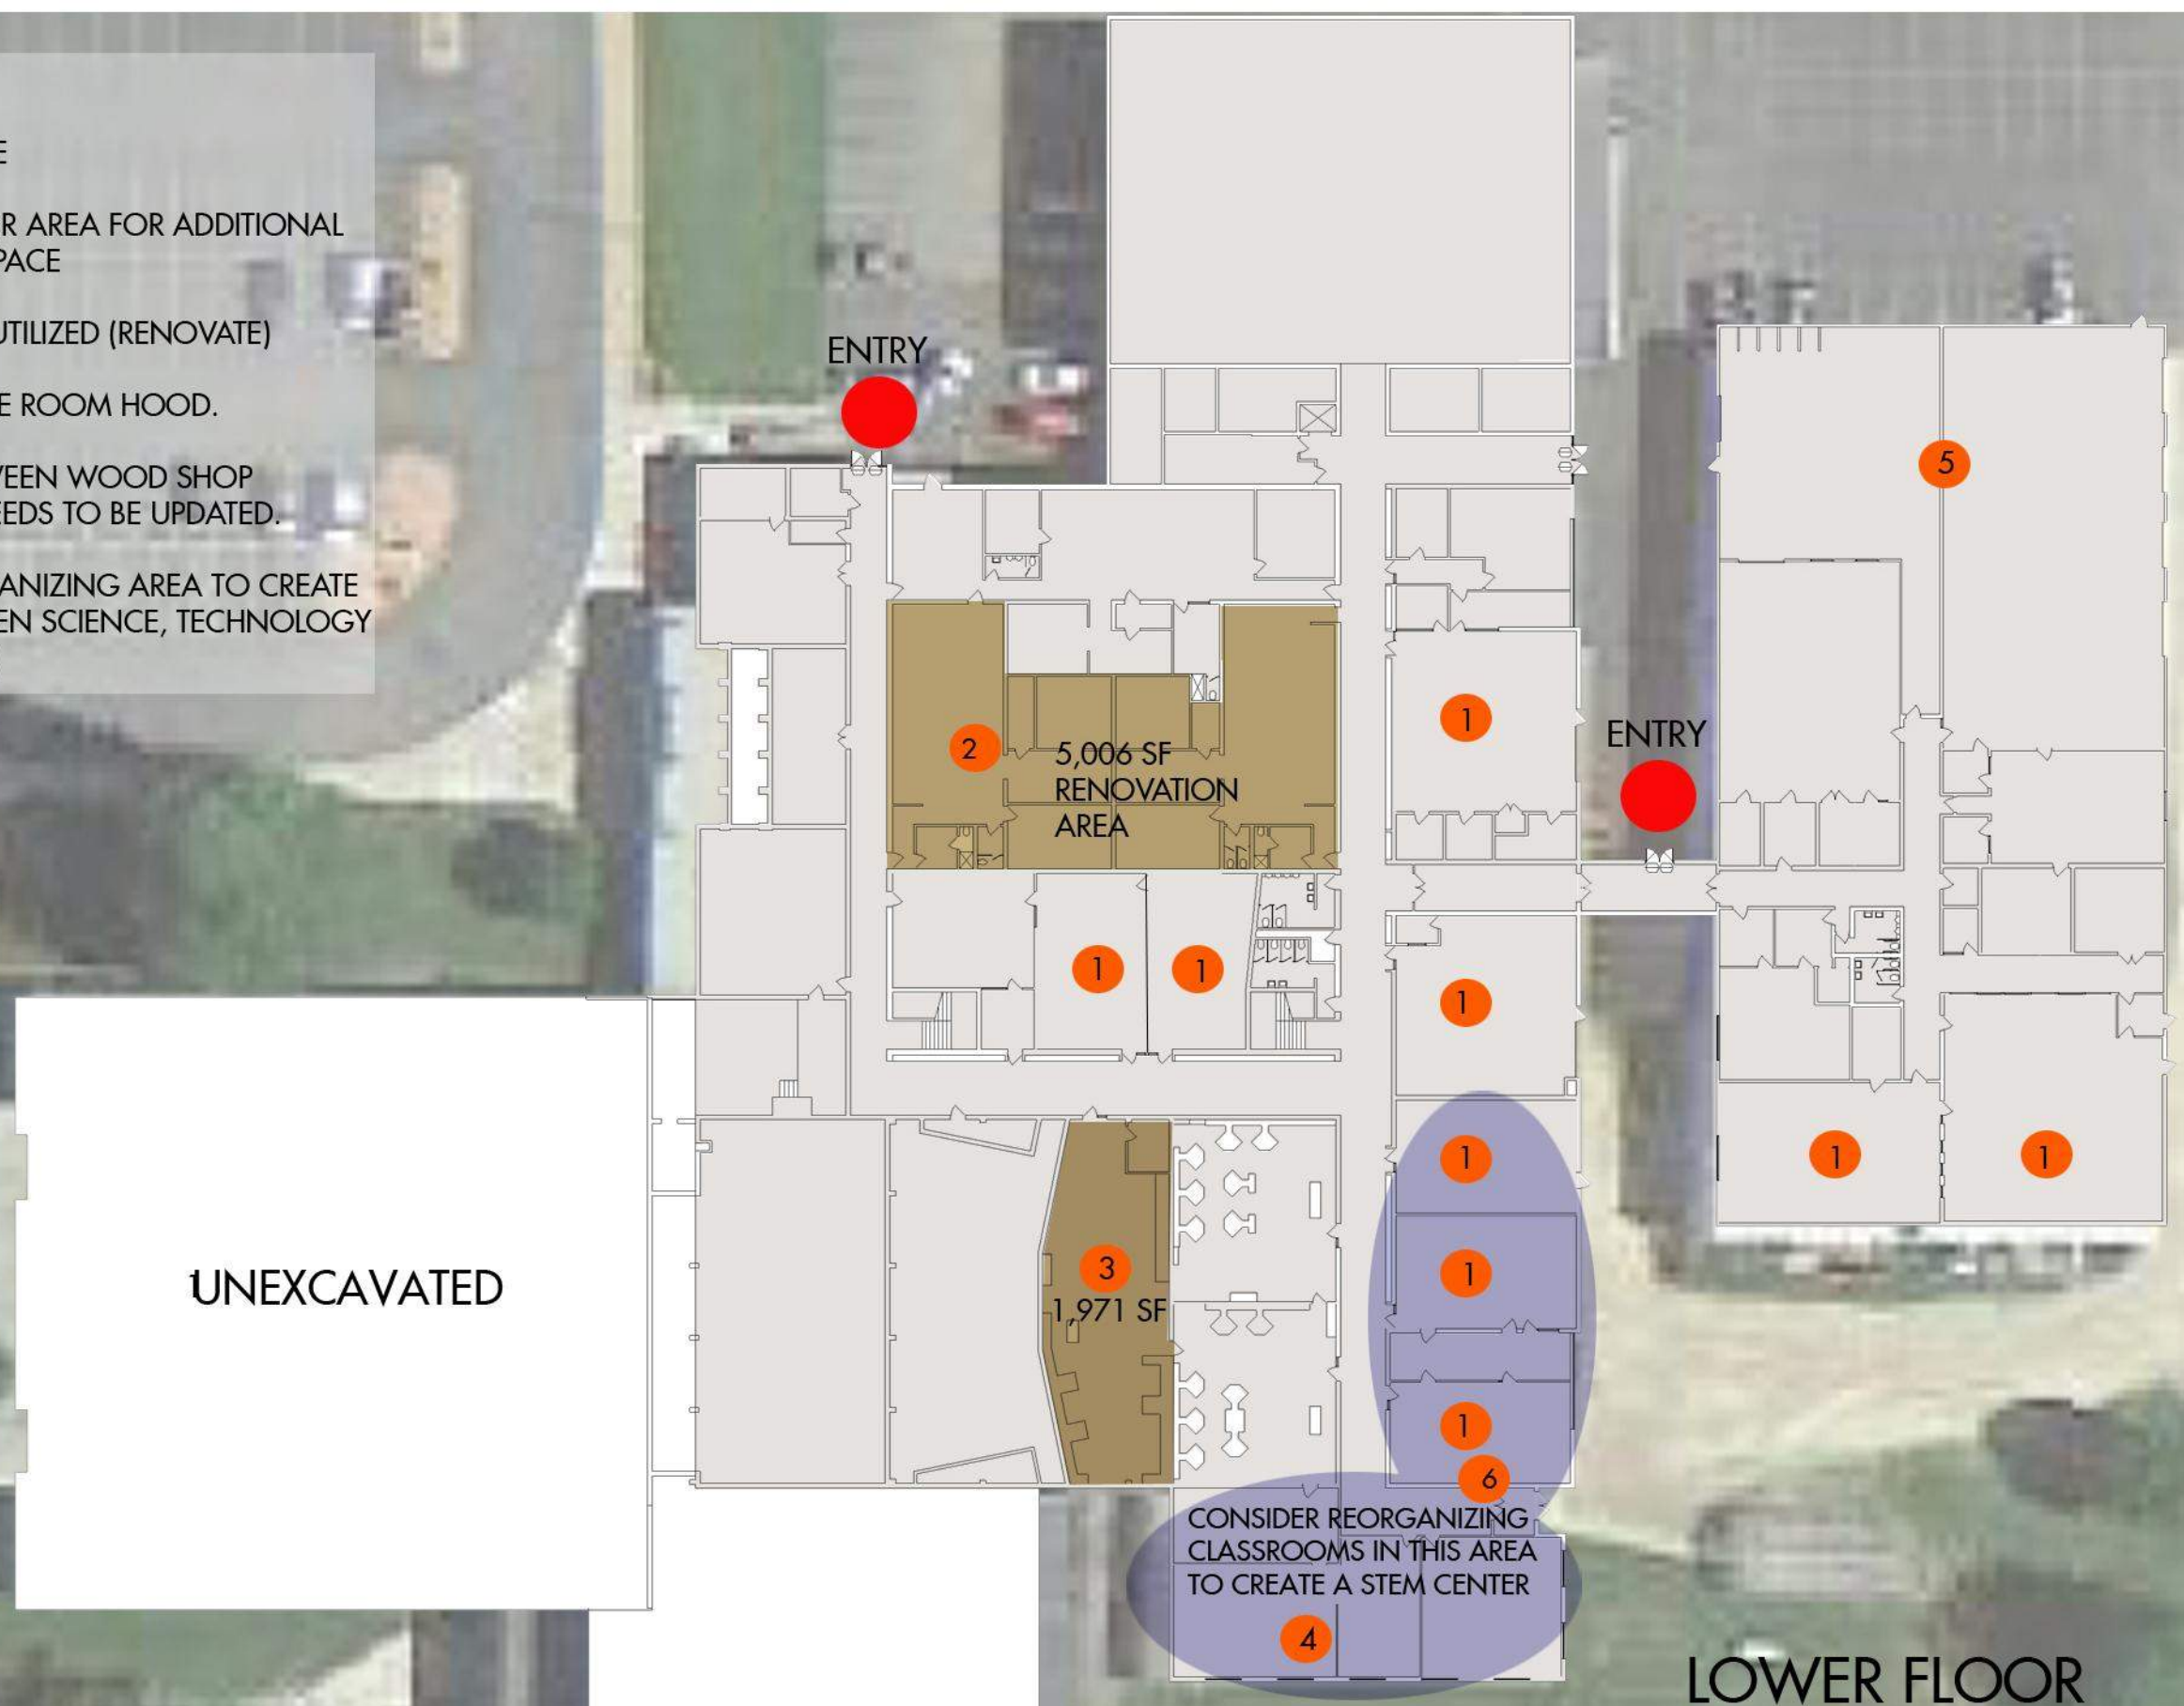 E
R AREA FOR ADDITIONAL
PACE
UTILIZED (RENOVATE)
E ROOM HOOD.
VEEN WOOD SHOP
EEDS TO BE UPDATED.
GANIZING AREA TO CREATE
EN SCIENCE, TECHNOLOGY
ENTRY
5
1
2
5,006 SF
RENOVATION
AREA
ENTRY
1
1
1
1
1
1
3
1,971 SF
1
UNEXCAVATED
1
6
CONSIDER REORGANIZING
CLASSROOMS IN THIS AREA
TO CREATE A STEM CENTER
4
LOWER FLOOR